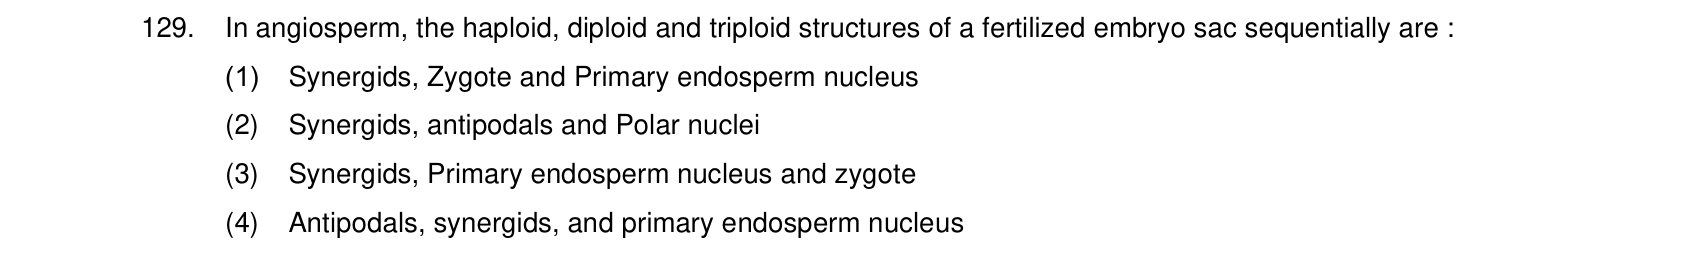 129. In angiosperm, the haploid, diploid and triploid structures of a fertilized embryo sac sequentially are :
(1) Synergids, Zygote and Primary endosperm nucleus
(2) Synergids, antipodals and Polar nuclei
(3) Synergids, Primary endosperm nucleus and zygote
(4) Antipodals, synergids, and primary endosperm nucleus